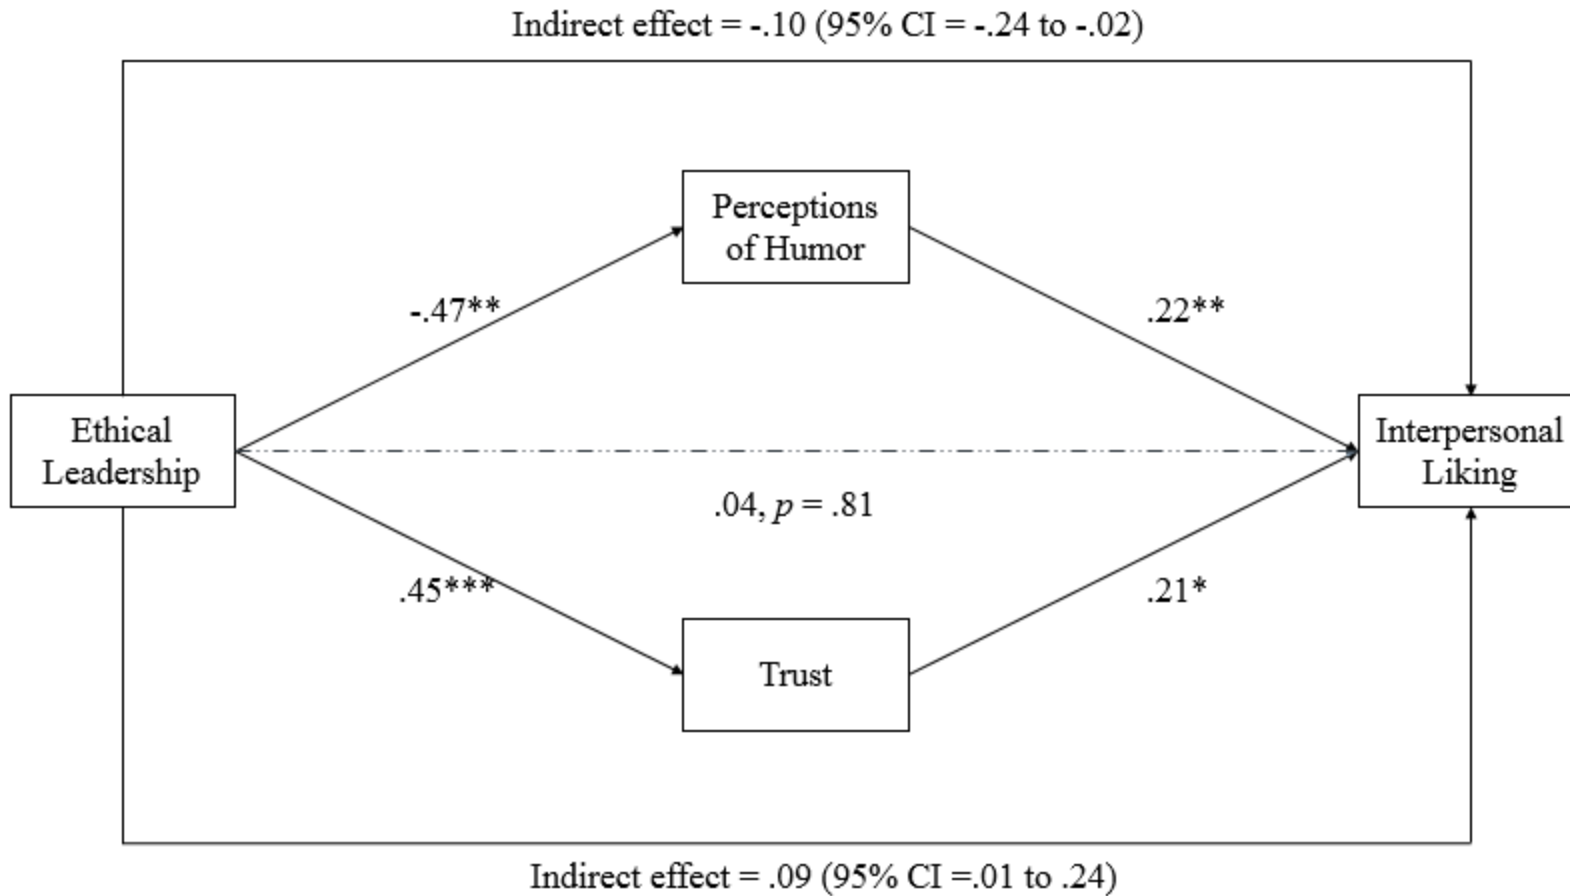 Indirect effect = -.10 (95% CI = -.24 to -.02)
Perceptions
of Humor
-.47**
.22**
Ethical
Leadership
Interpersonal
Liking
.04, p = .81
.45***
.21*
Trust
Indirect effect = .09 (95% CI =.01 to .24)